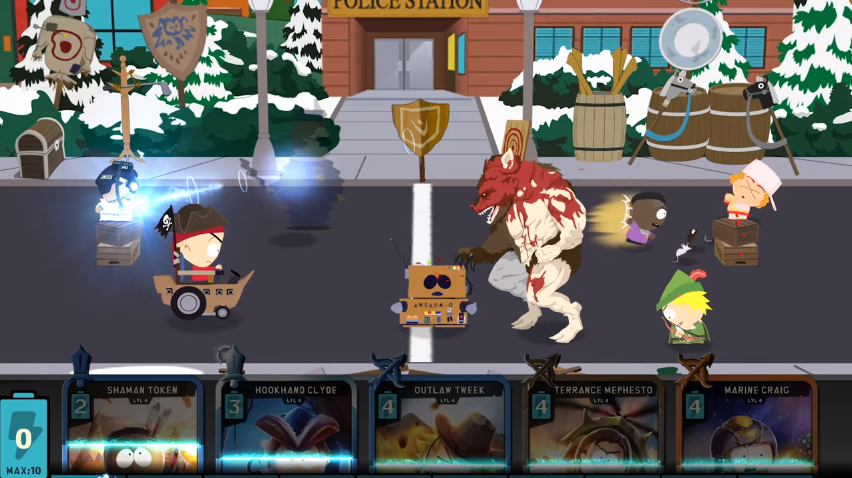 POLICE STATION
AWESOM-O
SHAMAN TOKEN
LVL 4
2
HOOKHAND CLYDE
LVL 4
3
OUTLAW TWEEK
LVL 4
4
TERRANCE MEPHESTO
LVL 4
4
MARINE CRAIG
LVL 4
4
0
MAX:10